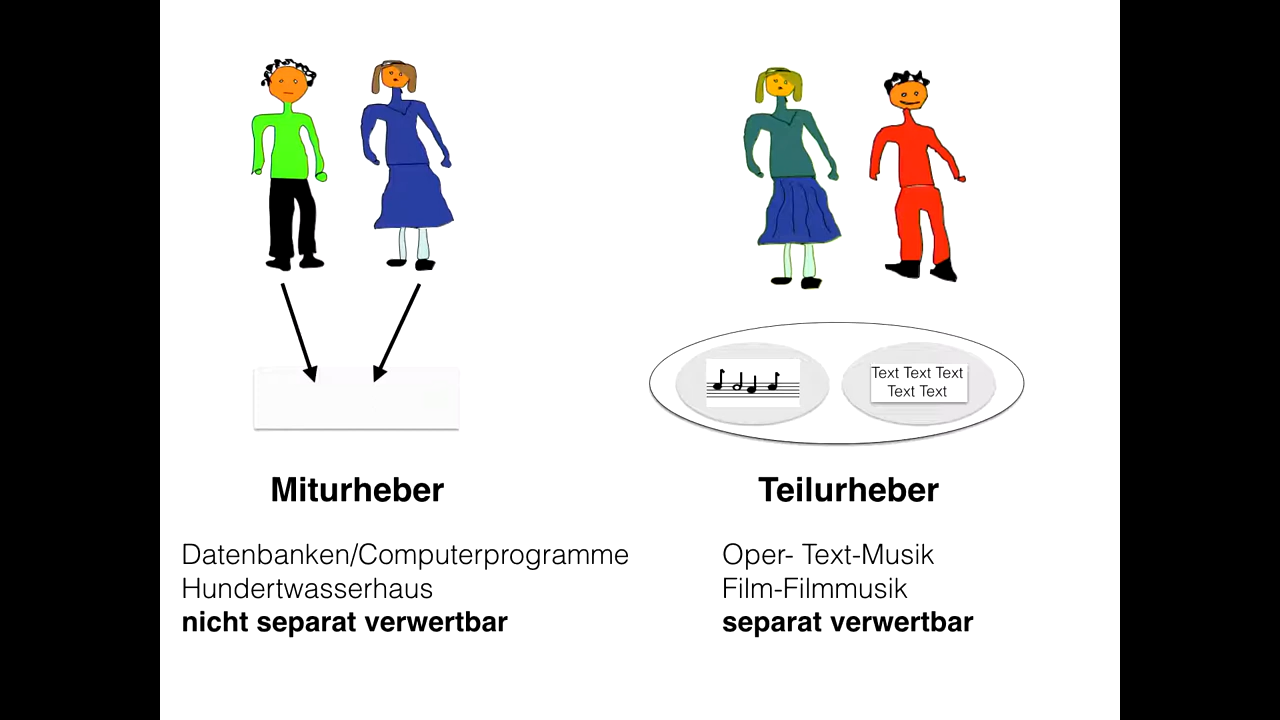 Text Text Text
Text Text
Miturheber
Datenbanken/Computerprogramme
Hundertwasserhaus
nicht separat verwertbar
Teilurheber
Oper- Text-Musik
Film-Filmmusik
separat verwertbar